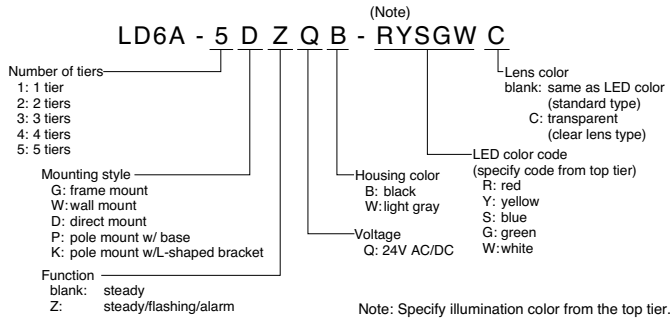 (Note)
LD6A - 5 D Z Q B - RYSGW C
Number of tiers
1: 1 tier
2: 2 tiers
3: 3 tiers
4: 4 tiers
5: 5 tiers
Mounting style
G: frame mount
W: wall mount
D: direct mount
P: pole mount w/ base
K: pole mount w/L-shaped bracket
Function
blank: steady
Z: steady/flashing/alarm
Housing color
B: black
W: light gray
Voltage
Q: 24V AC/DC
Lens color
blank: same as LED color
(standard type)
C: transparent
(clear lens type)
LED color code
(specify code from top tier)
R: red
Y: yellow
S: blue
G: green
W: white
Note: Specify illumination color from the top tier.